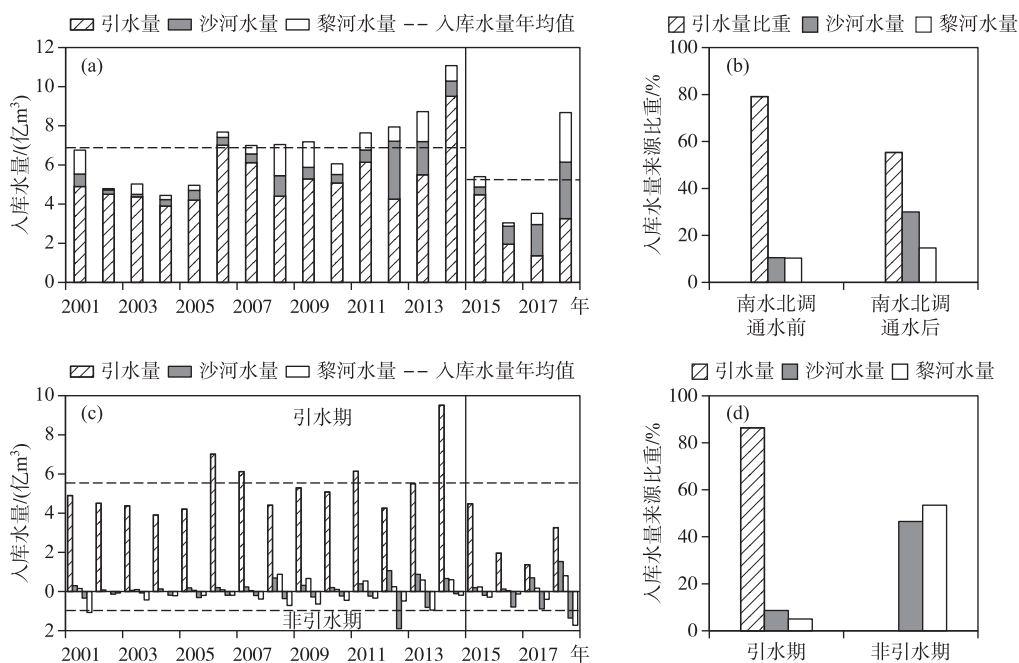 引水量 沙河水量 黎河水量 入库水量年均值
(a)
入库水量/(亿m³)
12
10
8
6
4
2
0
2001 2003 2005 2007 2009 2011 2013 2015 2017 年
引水量比重 沙河水量 黎河水量
(b)
入库水量来源比重/%
100
80
60
40
20
0
南水北调 南水北调
通水前 通水后
引水量 沙河水量 黎河水量 入库水量年均值
(c)
引水期
入库水量/(亿m³)
10
8
6
4
2
0
2
非引水期
2001 2003 2005 2007 2009 2011 2013 2015 2017 年
引水量 沙河水量 黎河水量
(d)
入库水量来源比重/%
100
80
60
40
20
0
引水期 非引水期